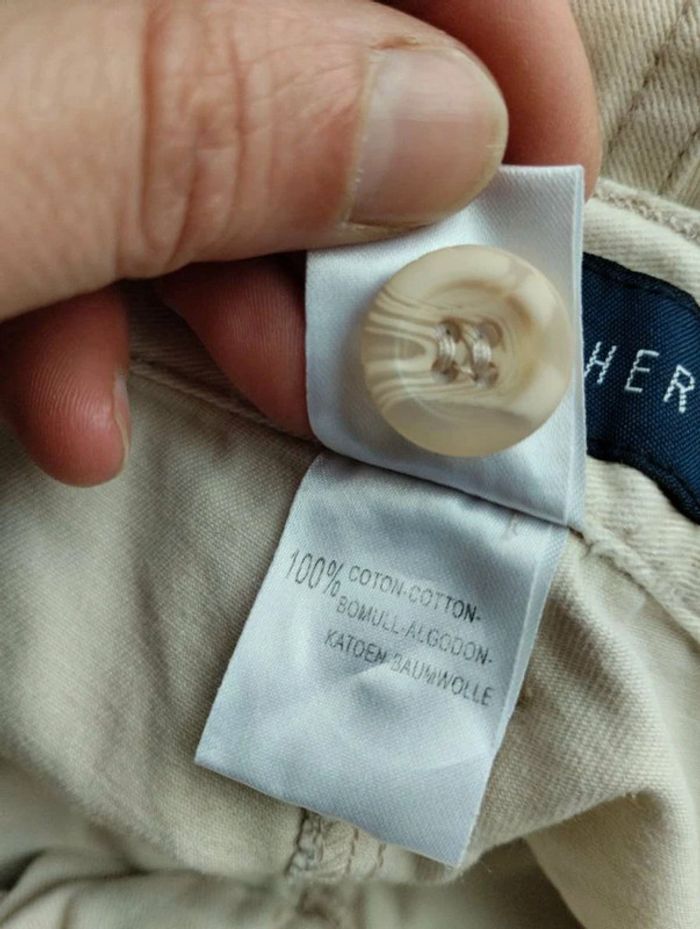 HER
100% COTON-COTTON-
BOMULL-ALGODON-
KATOEN-BAUMWOLLE